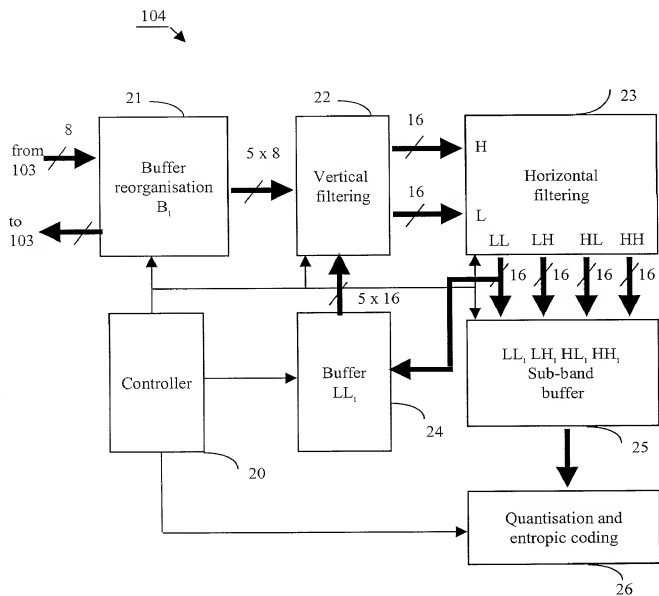 104
21
22
23
from
103
8
Buffer
reorganisation
B1
5 x 8
Vertical
filtering
16
16
H
L
Horizontal
filtering
LL LH HL HH
to
103
16 16 16 16
5 x 16
Controller
20
Buffer
LL1
24
LL1 LH1 HL1 HH1
Sub-band
buffer
25
Quantisation and
entropic coding
26